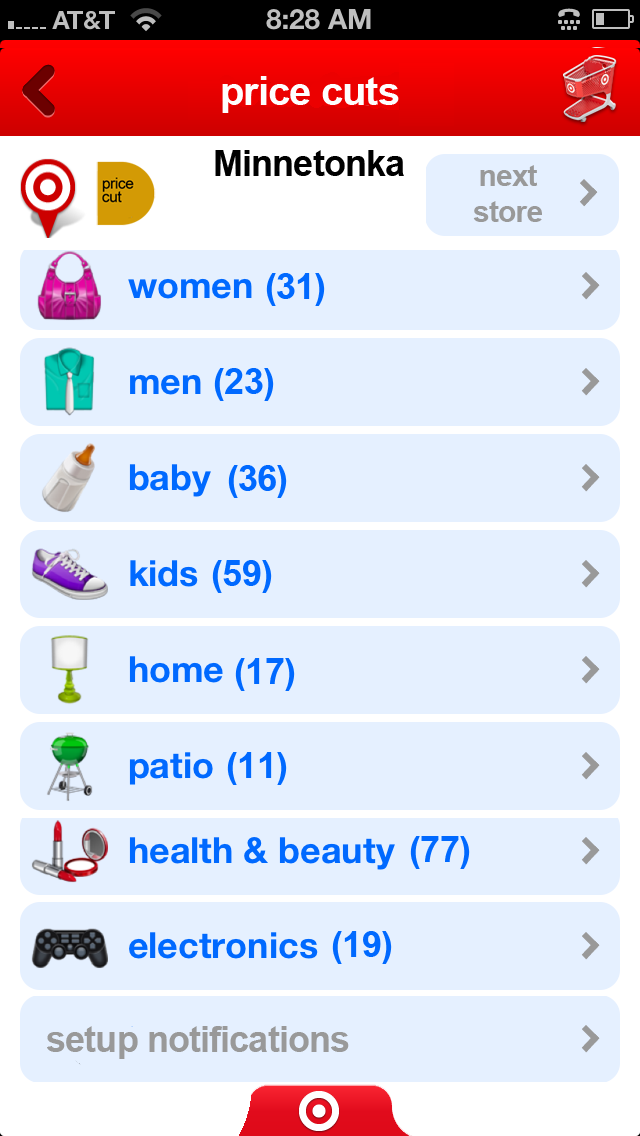 AT&T 8:28 AM
price cuts
Minnetonka
price
cut
next
store
women (31)
men (23)
baby (36)
kids (59)
home (17)
patio (11)
health & beauty (77)
electronics (19)
setup notifications